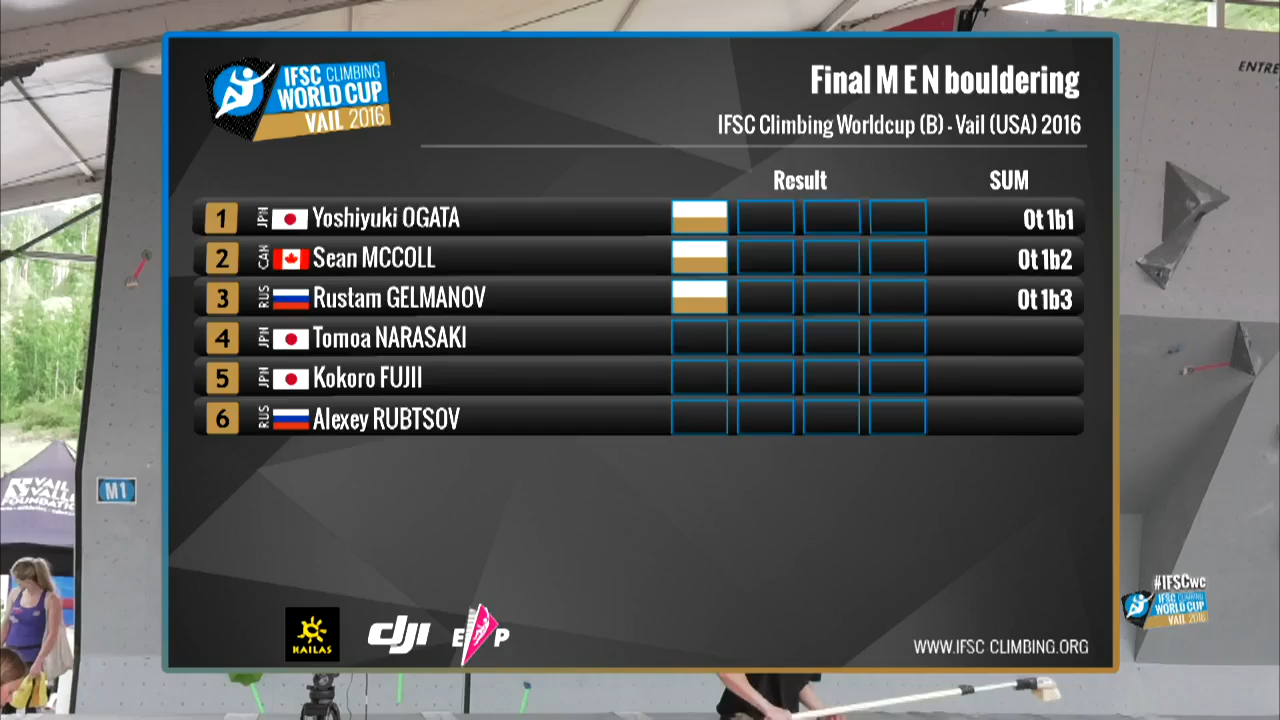 IFSC CLIMBING
WORLD CUP
VAIL 2016
Final M E N bouldering
IFSC Climbing Worldcup (B) - Vail (USA) 2016
Result SUM
1 JPN Yoshiyuki OGATA 0t 1b1
2 CAN Sean MCCOLL 0t 1b2
3 RUS Rustam GELMANOV 0t 1b3
4 JPN Tomoa NARASAKI
5 JPN Kokoro FUJII
6 RUS Alexey RUBTSOV
KAILAS
dji
E P
WWW.IFSC-CLIMBING.ORG
ENTRE
M1
VAIL
VALLE
FOUNDATIO
#IFSCwc
IFSC CLIMBING
WORLD CUP
VAIL 2016